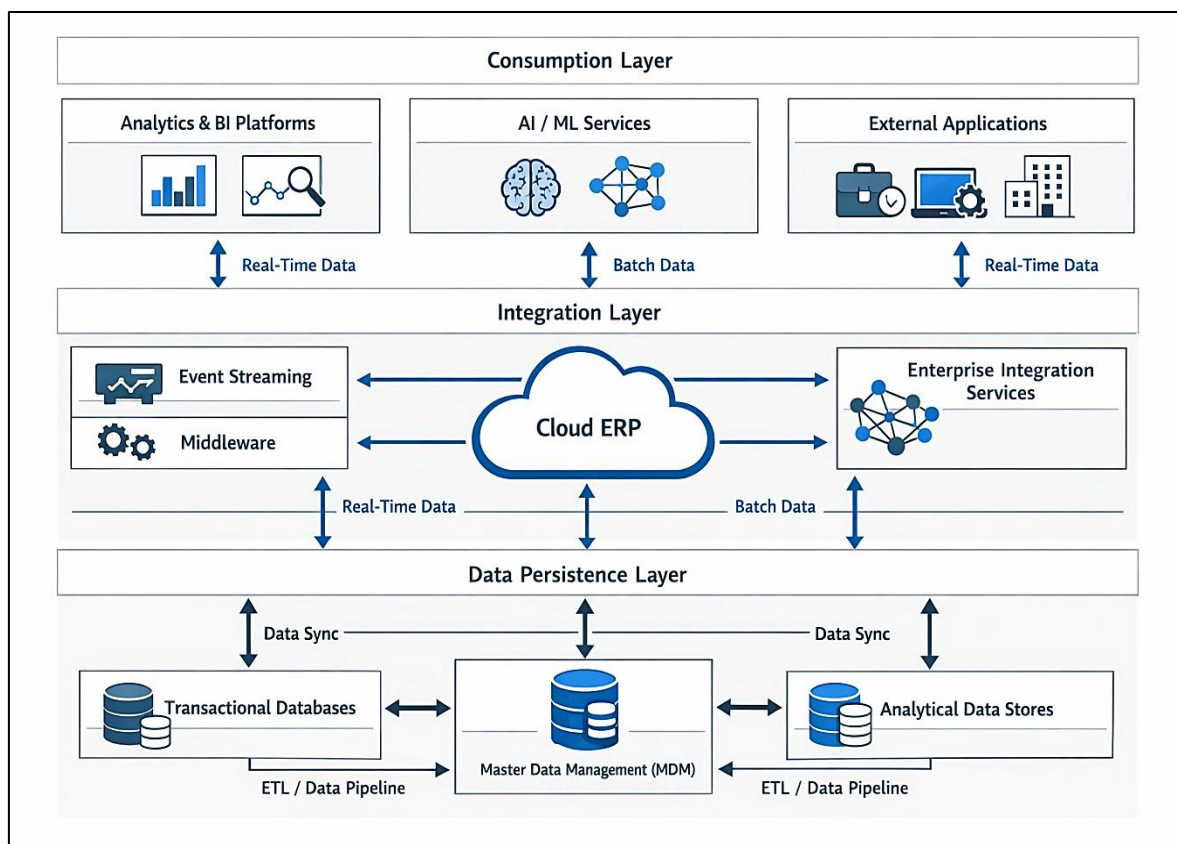 Consumption Layer
Analytics & BI Platforms
AI / ML Services
External Applications
Real-Time Data
Batch Data
Real-Time Data
Integration Layer
Event Streaming
Middleware
Cloud ERP
Enterprise Integration
Services
Real-Time Data
Batch Data
Data Persistence Layer
Data Sync
Data Sync
Transactional Databases
Master Data Management (MDM)
Analytical Data Stores
ETL / Data Pipeline
ETL / Data Pipeline